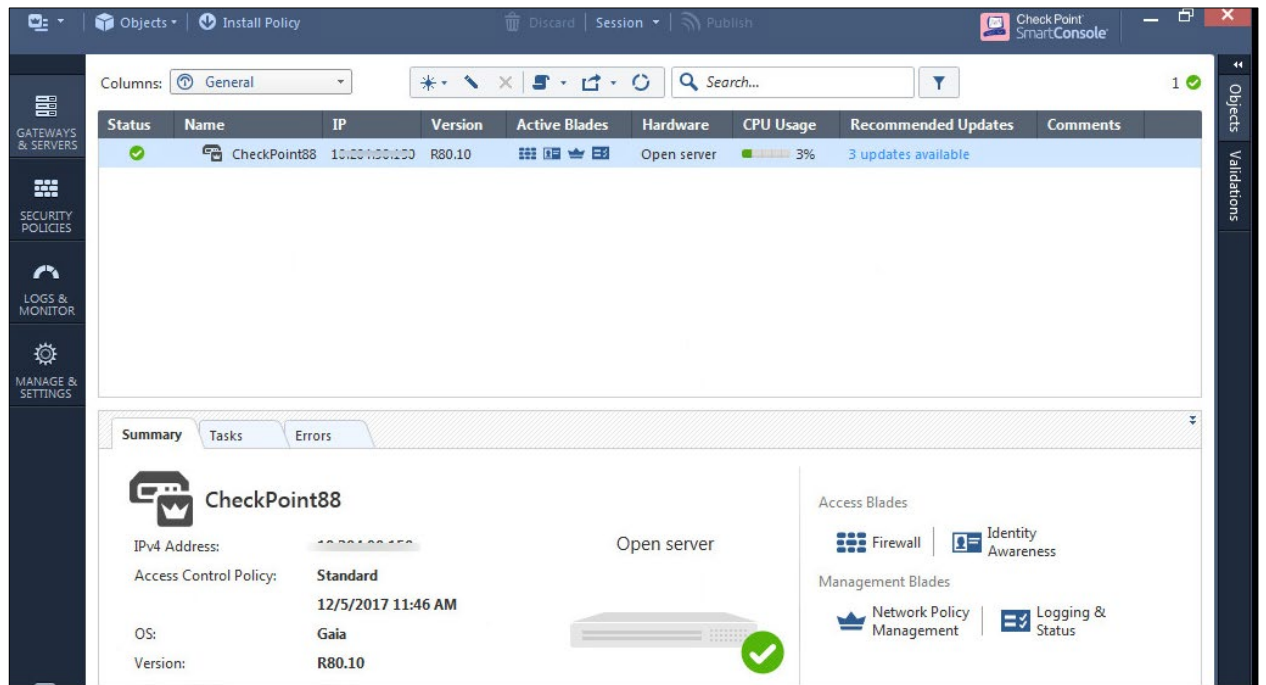 Objects Install Policy Discard Session Publish Check Point SmartConsole
Columns: General Search... 1
GATEWAYS & SERVERS
SECURITY POLICIES
LOGS & MONITOR
MANAGE & SETTINGS
Objects
Validations
Status Name IP Version Active Blades Hardware CPU Usage Recommended Updates Comments
CheckPoint88 R80.10 Open server 3% 3 updates available
Summary Tasks Errors
CheckPoint88
IPv4 Address:
Access Control Policy: Standard
12/5/2017 11:46 AM
OS: Gaia
Version: R80.10
Open server
Access Blades
Firewall Identity Awareness
Management Blades
Network Policy Management Logging & Status